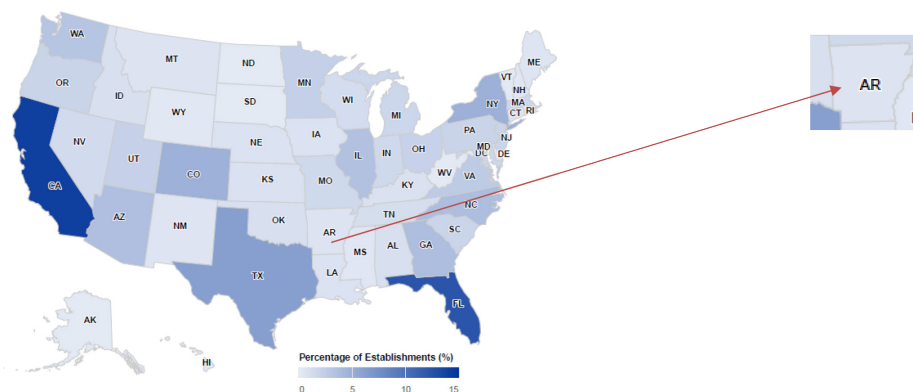 WA
MT
ND
MN
ME
VT
NH
OR
ID
SD
WI
NY
MA
CT
RI
WY
MI
IA
PA
NJ
NV
NE
OH
MD
DC
DE
UT
IL
IN
CO
WV
VA
CA
KS
MO
KY
NC
AZ
NM
OK
AR
TN
SC
MS
AL
GA
TX
LA
FL
AK
HI
AR
Percentage of Establishments (%)
0 5 10 15